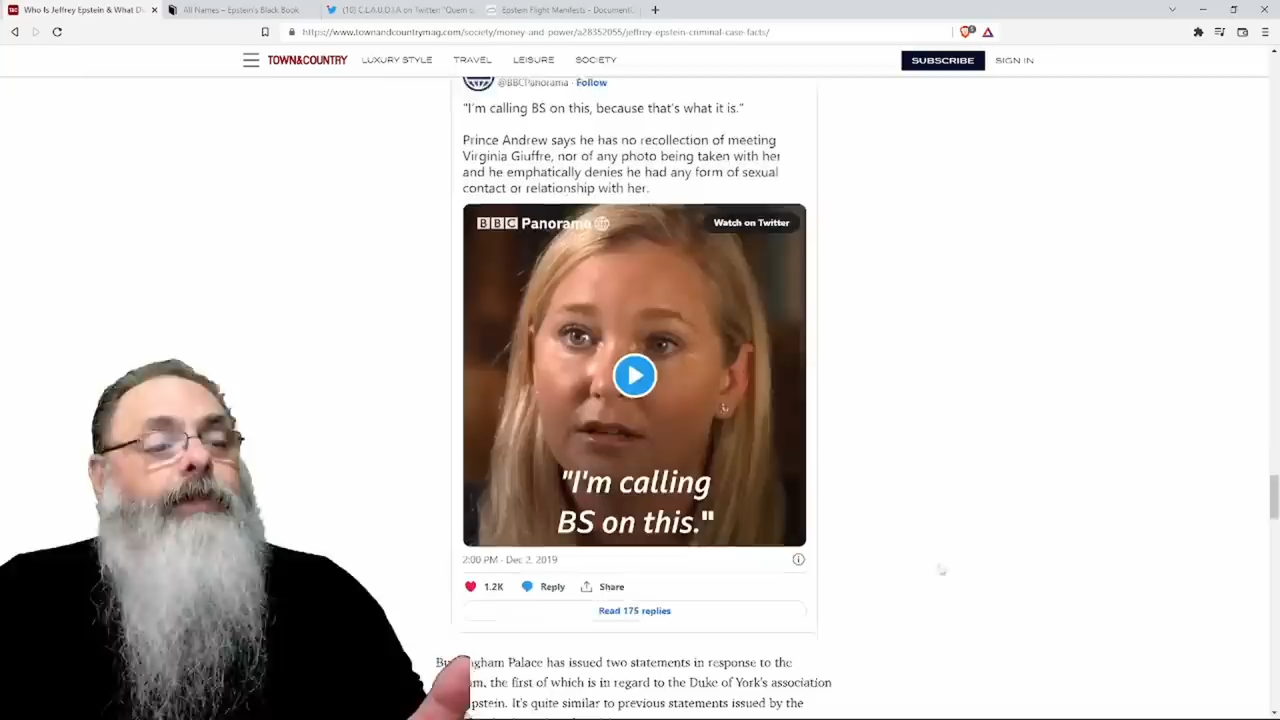 Who Is Jeffrey Epstein & What Di
All Names – Epstein's Black Book
(10) C.L.A.U.D.I.A on Twitter: "Quem o
Epstein Flight Manifests - Document
https://www.townandcountrymag.com/society/money-and-power/a28352055/jeffrey-epstein-criminal-case-facts/
TOWN&COUNTRY
LUXURY STYLE
TRAVEL
LEISURE
SOCIETY
SUBSCRIBE
SIGN IN
@BBCPanorama · Follow
"I'm calling BS on this, because that's what it is."
Prince Andrew says he has no recollection of meeting
Virginia Giuffre, nor of any photo being taken with her
and he emphatically denies he had any form of sexual
contact or relationship with her.
BBC Panorama
Watch on Twitter
"I'm calling
BS on this."
2:00 PM · Dec 2, 2019
1.2K
Reply
Share
Read 175 replies
Palace has issued two statements in response to the
the first of which is in regard to the Duke of York's association
It's quite similar to previous statements issued by the